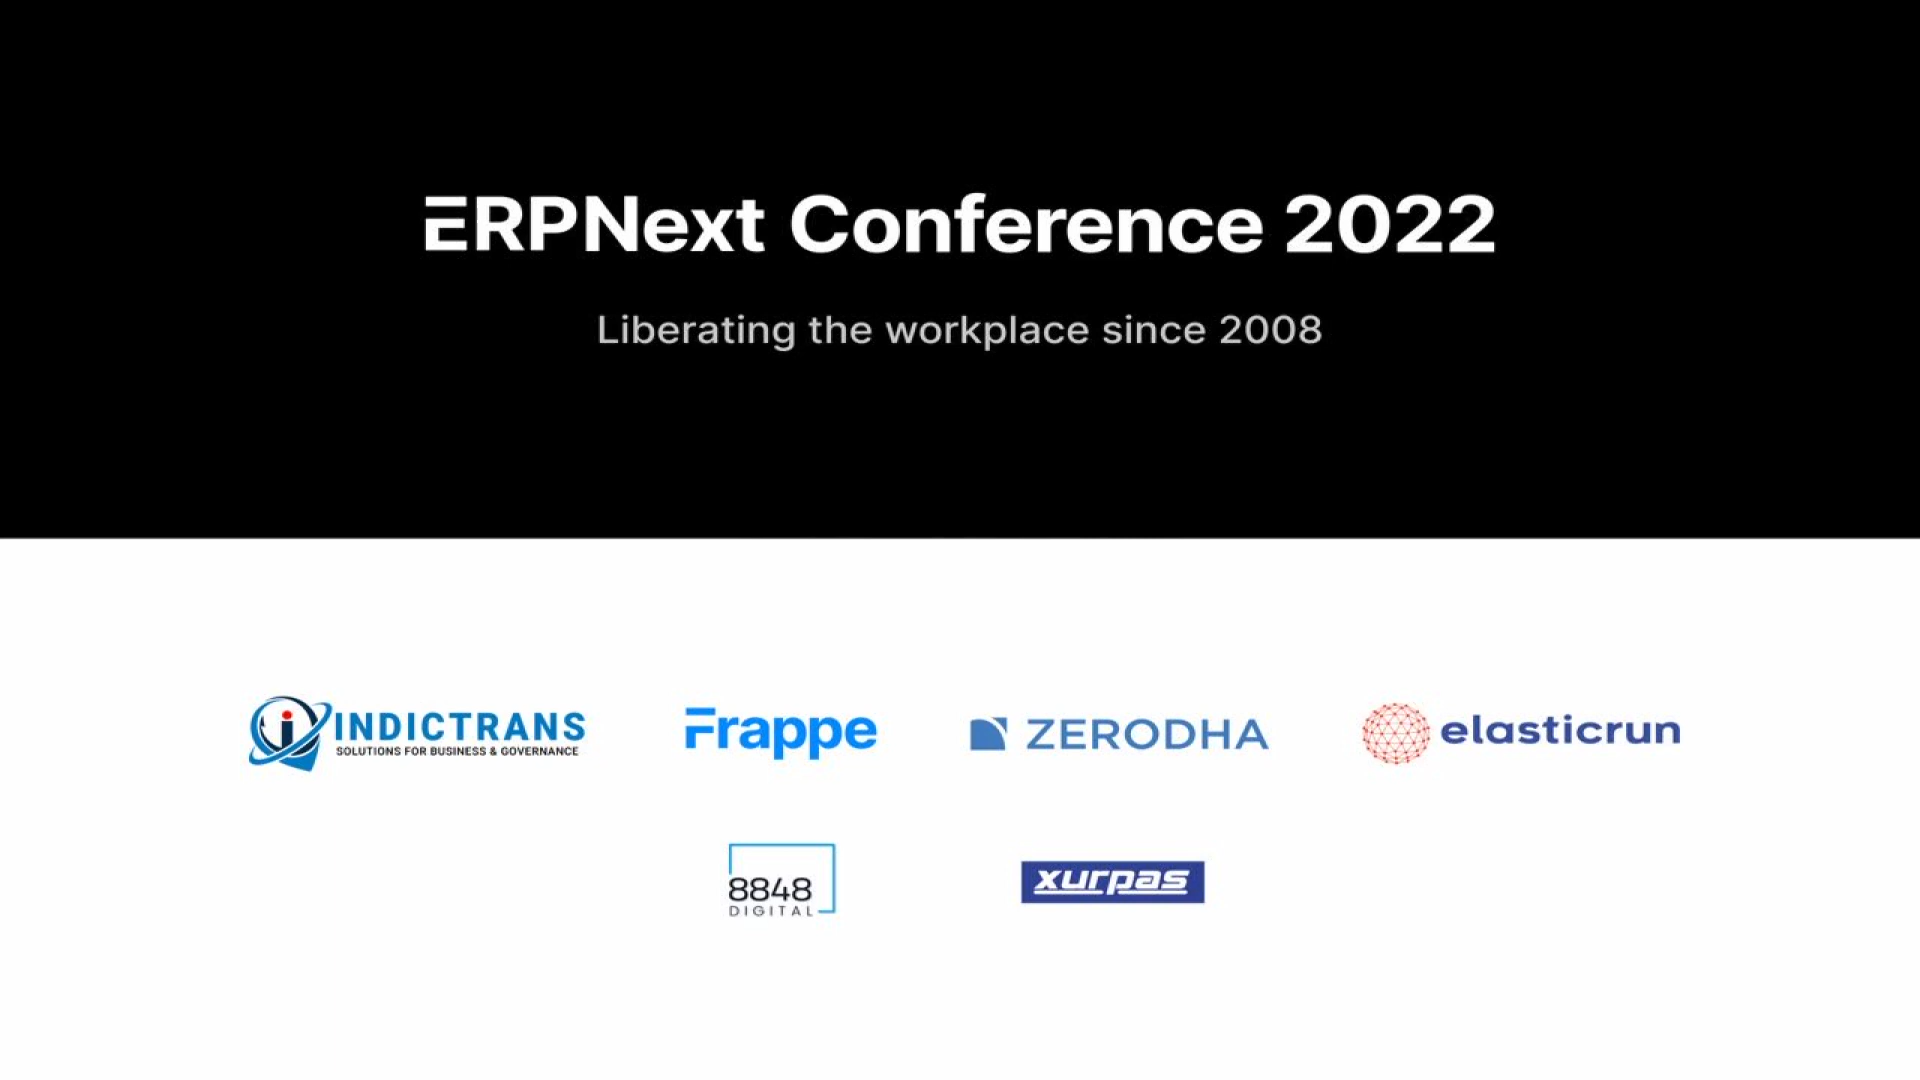 ERPNext Conference 2022
Liberating the workplace since 2008
INDICTRANS
SOLUTIONS FOR BUSINESS & GOVERNANCE
Frappe
ZERODHA
elasticrun
8848
DIGITAL
xurpas